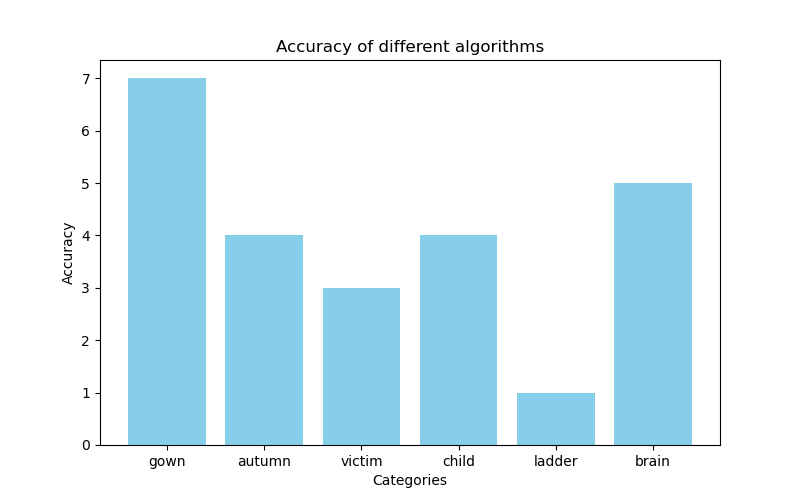 Accuracy of different algorithms
7
6
5
4
3
2
1
0
Accuracy
gown autumn victim child ladder brain
Categories